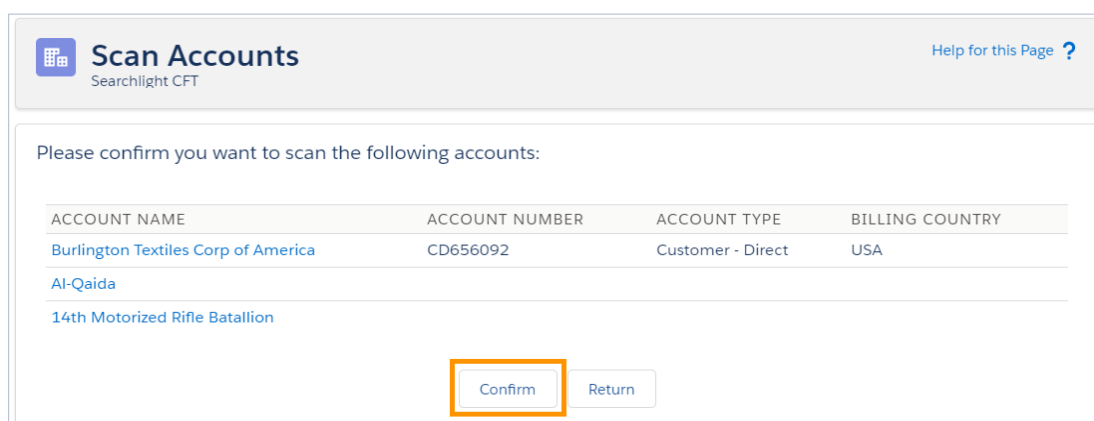 Scan Accounts
Searchlight CFT
Help for this Page ?
Please confirm you want to scan the following accounts:
ACCOUNT NAME ACCOUNT NUMBER ACCOUNT TYPE BILLING COUNTRY
Burlington Textiles Corp of America CD656092 Customer - Direct USA
Al-Qaida
14th Motorized Rifle Batallion
Confirm Return